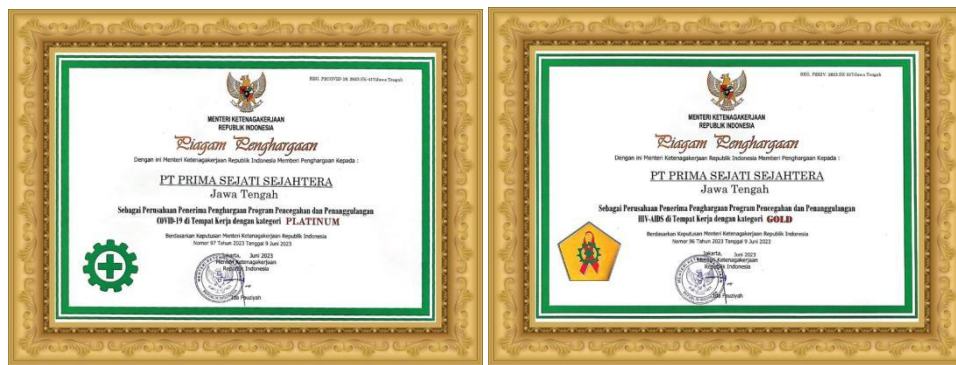 MENTERI KETENAGAKERJAAN
REPUBLIK INDONESIA
Piagam Penghargaan
Dengan ini Menteri Ketenagakerjaan Republik Indonesia Memberi Penghargaan Kepada :
PT PRIMA SEJATI SEJAHTERA
Jawa Tengah
Sebagai Perusahaan Penerima Penghargaan Program Pencegahan dan Penanggulangan
COVID-19 di Tempat Kerja dengan kategori PLATINUM
Berdasarkan Keputusan Menteri Ketenagakerjaan Republik Indonesia
Nomor 97 Tahun 2023 Tanggal 9 Juni 2023
Jakarta, Juni 2023
Menteri Ketenagakerjaan
Republik Indonesia
Ida Fauziyah
MENTERI KETENAGAKERJAAN
REPUBLIK INDONESIA
Piagam Penghargaan
Dengan ini Menteri Ketenagakerjaan Republik Indonesia Memberi Penghargaan Kepada :
PT PRIMA SEJATI SEJAHTERA
Jawa Tengah
Sebagai Perusahaan Penerima Penghargaan Program Pencegahan dan Penanggulangan
HIV-AIDS di Tempat Kerja dengan kategori GOLD
Berdasarkan Keputusan Menteri Ketenagakerjaan Republik Indonesia
Nomor 96 Tahun 2023 Tanggal 9 Juni 2023
Jakarta, Juni 2023
Menteri Ketenagakerjaan
Republik Indonesia
Ida Fauziyah